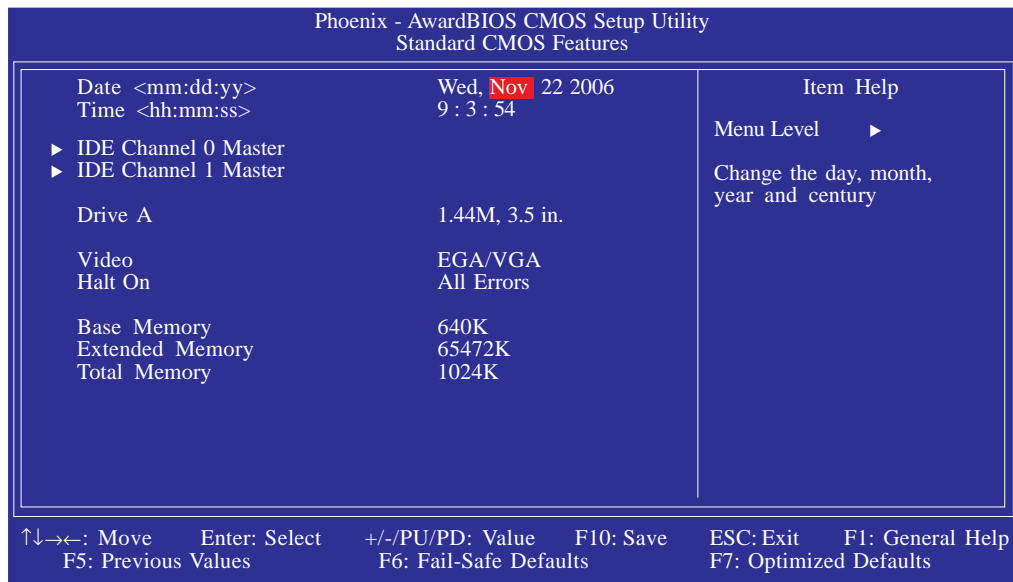 Phoenix - AwardBIOS CMOS Setup Utility
Standard CMOS Features
Date <mm:dd:yy> Wed, Nov 22 2006
Time <hh:mm:ss> 9 : 3 : 54
▶ IDE Channel 0 Master
▶ IDE Channel 1 Master
Drive A 1.44M, 3.5 in.
Video EGA/VGA
Halt On All Errors
Base Memory 640K
Extended Memory 65472K
Total Memory 1024K
Item Help
Menu Level ▶
Change the day, month,
year and century
↑↓→←: Move Enter: Select +/-/PU/PD: Value F10: Save ESC: Exit F1: General Help
F5: Previous Values F6: Fail-Safe Defaults F7: Optimized Defaults